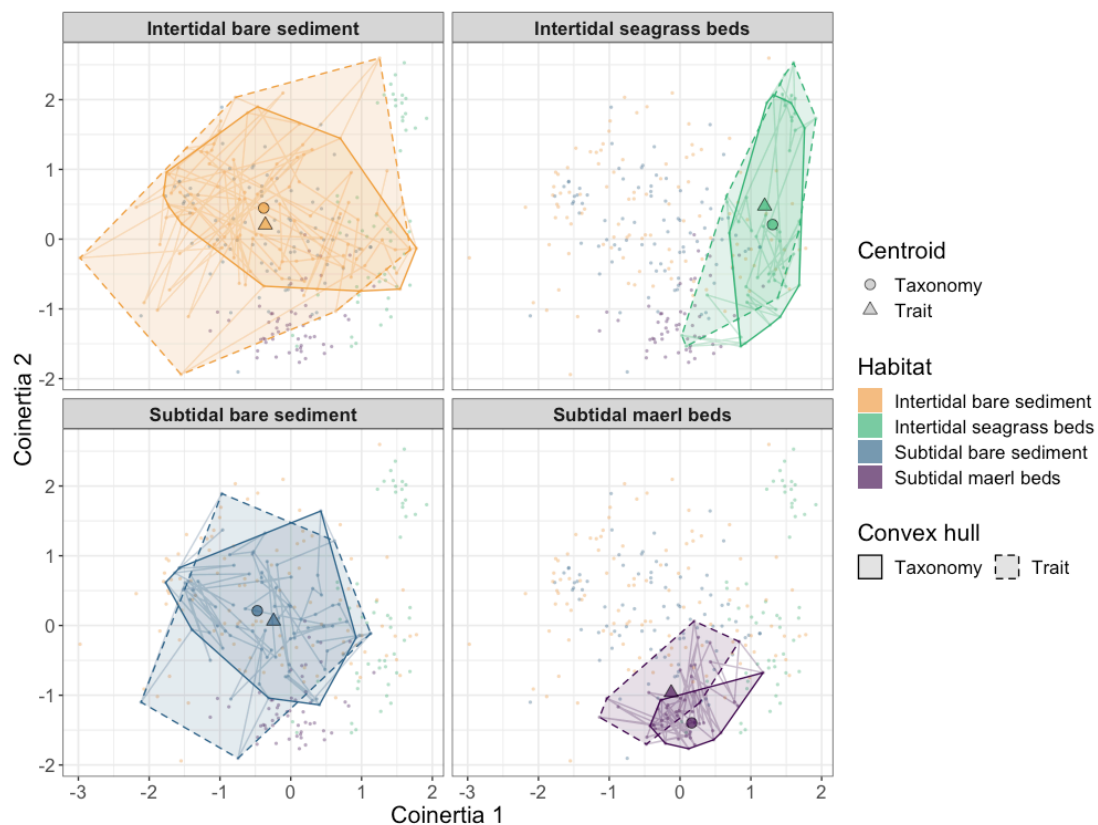 Intertidal bare sediment
Intertidal seagrass beds
2
1
0
-1
-2
Subtidal bare sediment
Subtidal maerl beds
2
1
0
-1
-2
-3 -2 -1 0 1 2
-3 -2 -1 0 1 2
Coinertia 1
Coinertia 2
Centroid
Taxonomy
Trait
Habitat
Intertidal bare sediment
Intertidal seagrass beds
Subtidal bare sediment
Subtidal maerl beds
Convex hull
Taxonomy Trait